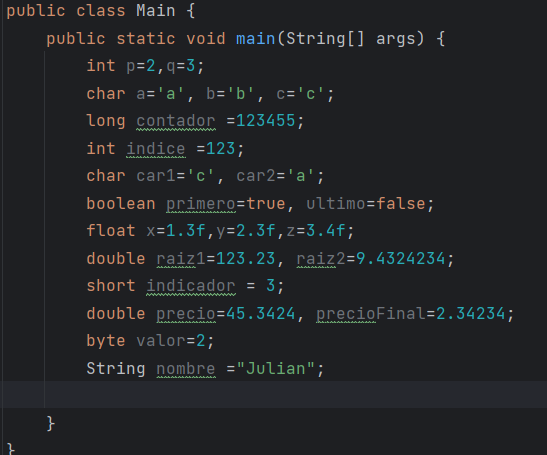 public class Main {
public static void main(String[] args) {
int p=2,q=3;
char a='a', b='b', c='c';
long contador =123455;
int indice =123;
char car1='c', car2='a';
boolean primero=true, ultimo=false;
float x=1.3f,y=2.3f,z=3.4f;
double raiz1=123.23, raiz2=9.4324234;
short indicador = 3;
double precio=45.3424, precioFinal=2.34234;
byte valor=2;
String nombre ="Julian";
}
}